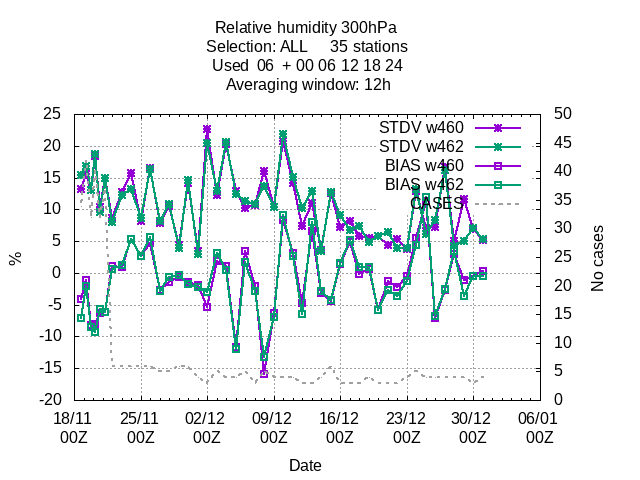 Relative humidity 300hPa
Selection: ALL     35 stations
Used  06  + 00 06 12 18 24
Averaging window: 12h
25 50
20 45
15 40
10 35
5 30
0 25
-5 20
-10 15
-15 10
-20 5
0
%
No cases
STDV w460
STDV w462
BIAS w460
BIAS w462
CASES
18/11 25/11 02/12 09/12 16/12 23/12 30/12 06/01
00Z 00Z 00Z 00Z 00Z 00Z 00Z 00Z
Date